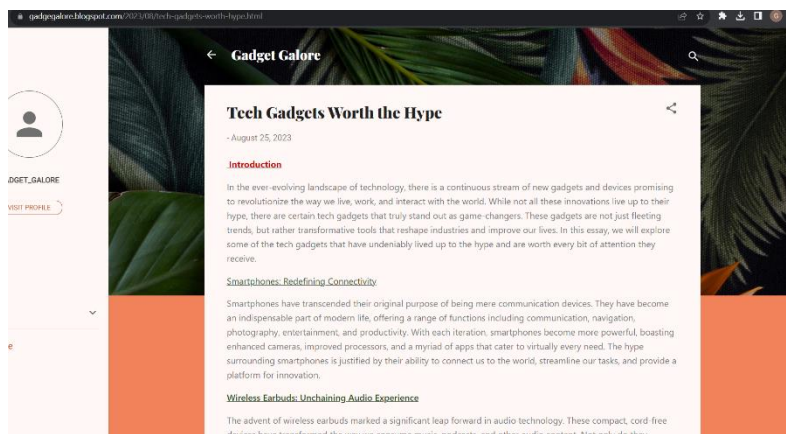 gadgegalore.blogspot.com/2023/08/tech-gadgets-worth-hype.html
G
Gadget Galore
ADGET_GALORE
VISIT PROFILE
e
Tech Gadgets Worth the Hype
- August 25, 2023
Introduction
In the ever-evolving landscape of technology, there is a continuous stream of new gadgets and devices promising
to revolutionize the way we live, work, and interact with the world. While not all these innovations live up to their
hype, there are certain tech gadgets that truly stand out as game-changers. These gadgets are not just fleeting
trends, but rather transformative tools that reshape industries and improve our lives. In this essay, we will explore
some of the tech gadgets that have undeniably lived up to the hype and are worth every bit of attention they
receive.
Smartphones: Redefining Connectivity
Smartphones have transcended their original purpose of being mere communication devices. They have become
an indispensable part of modern life, offering a range of functions including communication, navigation,
photography, entertainment, and productivity. With each iteration, smartphones become more powerful, boasting
enhanced cameras, improved processors, and a myriad of apps that cater to virtually every need. The hype
surrounding smartphones is justified by their ability to connect us to the world, streamline our tasks, and provide a
platform for innovation.
Wireless Earbuds: Unchaining Audio Experience
The advent of wireless earbuds marked a significant leap forward in audio technology. These compact, cord-free